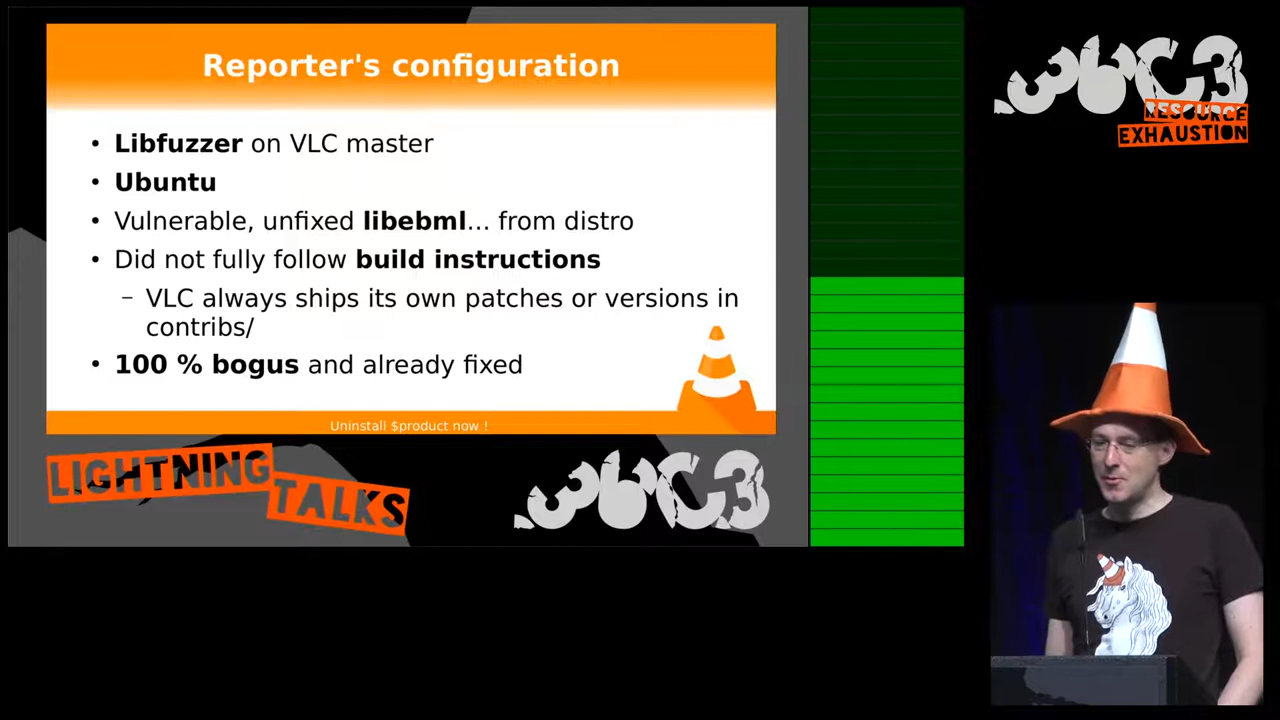 Reporter's configuration
• Libfuzzer on VLC master
• Ubuntu
• Vulnerable, unfixed libebml... from distro
• Did not fully follow build instructions
– VLC always ships its own patches or versions in
contribs/
• 100 % bogus and already fixed
Uninstall $product now !
LIGHTNING
TALKS
36C3
36C3
RESOURCE
EXHAUSTION